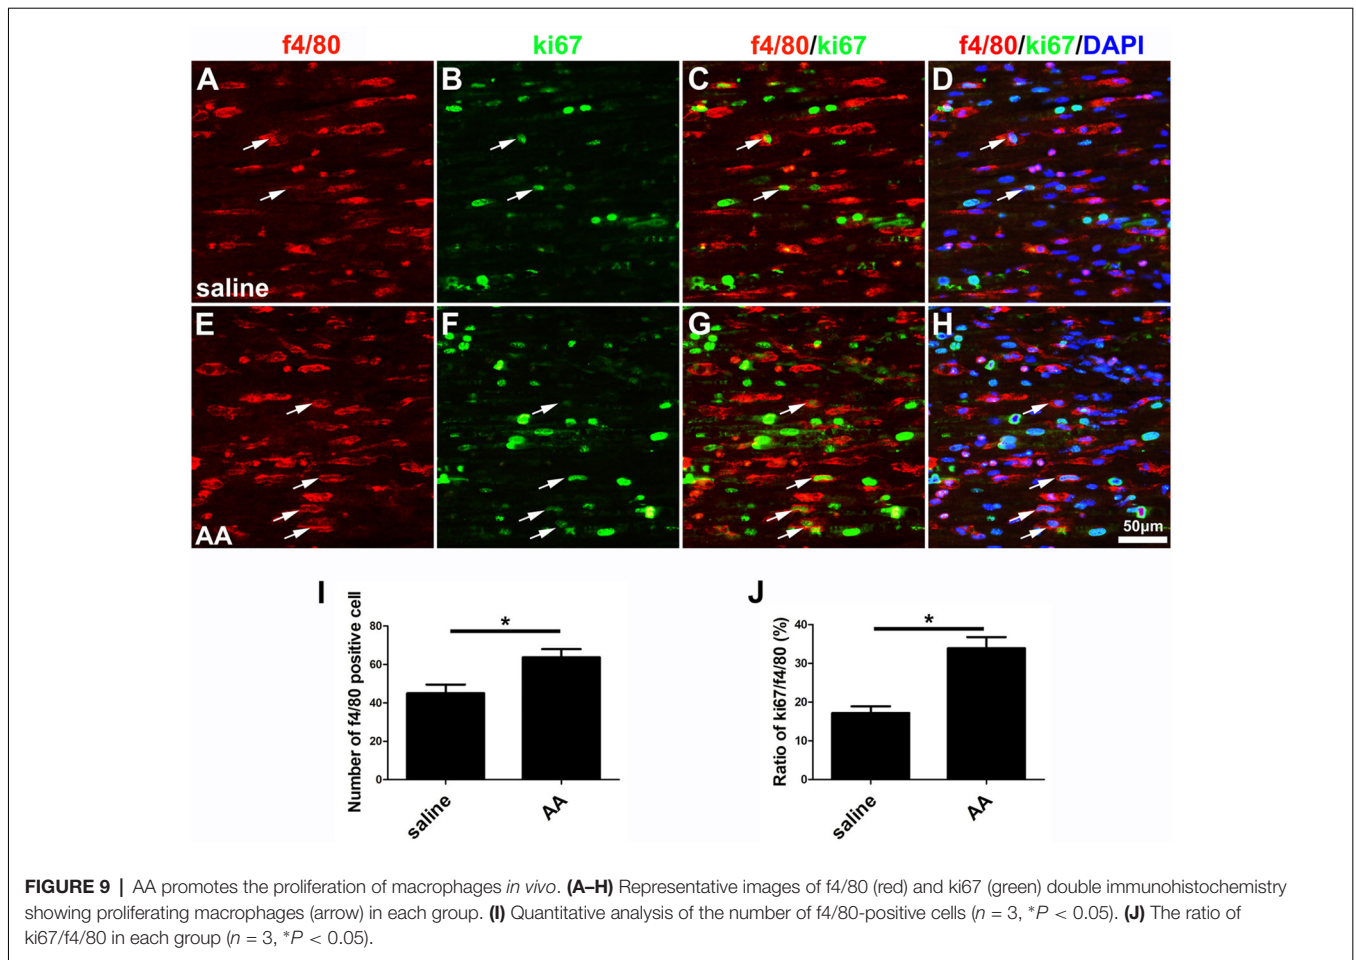 f4/80 ki67 f4/80/ki67 f4/80/ki67/DAPI
A B C D
saline
E F G H
AA 50µm
I J
Number of f4/80 positive cell
80
60
40
20
0
*
saline AA
Ratio of ki67/f4/80 (%)
40
30
20
10
0
*
saline AA
FIGURE 9 | AA promotes the proliferation of macrophages in vivo. (A–H) Representative images of f4/80 (red) and ki67 (green) double immunohistochemistry
showing proliferating macrophages (arrow) in each group. (I) Quantitative analysis of the number of f4/80-positive cells (n = 3, *P < 0.05). (J) The ratio of
ki67/f4/80 in each group (n = 3, *P < 0.05).